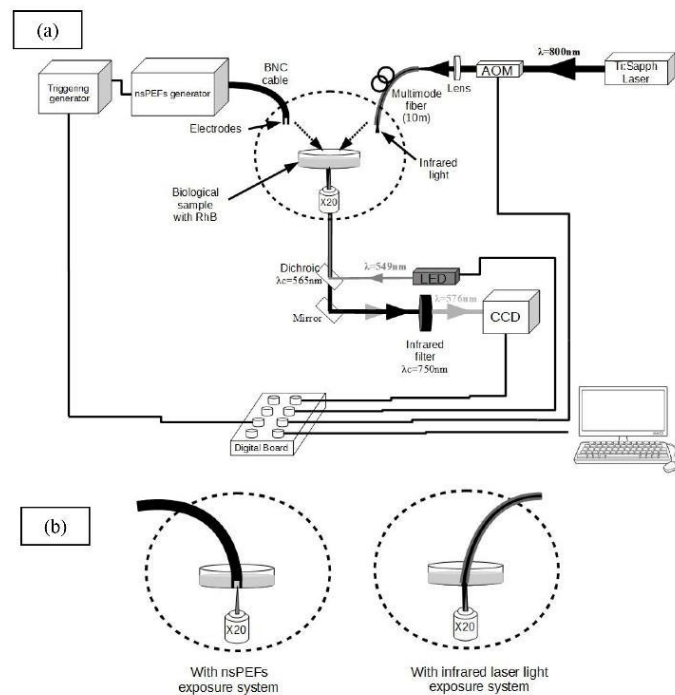 (a)
BNC
cable
λ=800nm
Triggering
generator
nsPEFs generator
Multimode
fiber
(10m)
Lens
AOM
Ti:Sapph
Laser
Electrodes
Infrared
light
Biological
sample
with RhB
X20
Dichroic
λc=565nm
λ=549nm
LED
Mirror
λ=576nm
CCD
Infrared
filter
λc=750nm
Digital Board
(b)
X20
X20
With nsPEFs
exposure system
With infrared laser light
exposure system